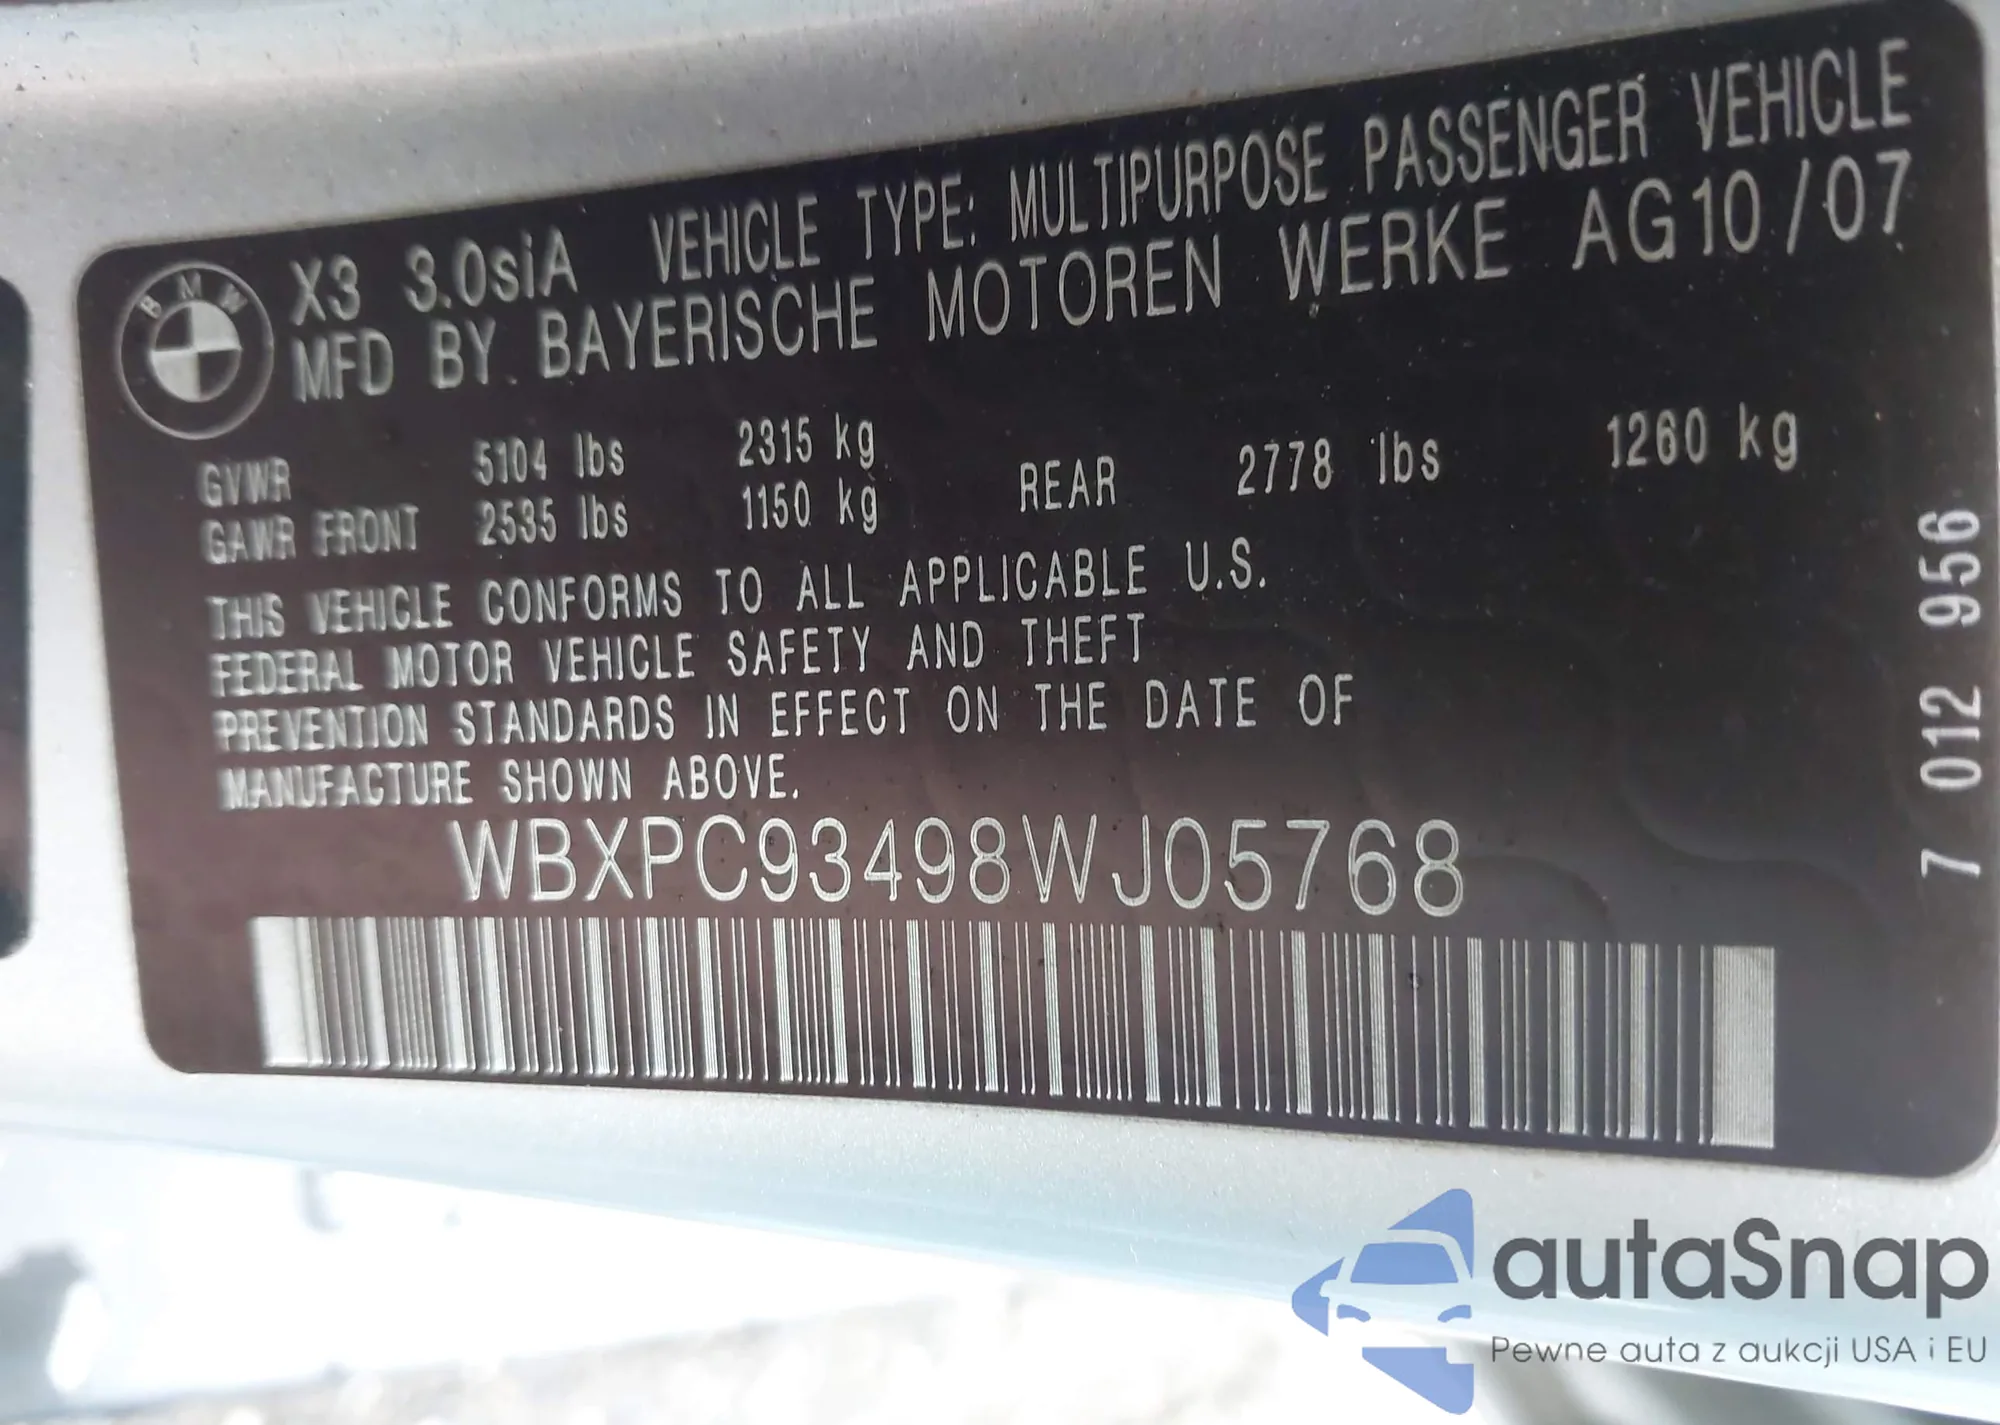 BMW
X3 3.0siA VEHICLE TYPE: MULTIPURPOSE PASSENGER VEHICLE
MFD BY BAYERISCHE MOTOREN WERKE AG 10/07
GVWR 5104 lbs 2315 kg
GAWR FRONT 2535 lbs 1150 kg REAR 2778 lbs 1260 kg
THIS VEHICLE CONFORMS TO ALL APPLICABLE U.S.
FEDERAL MOTOR VEHICLE SAFETY AND THEFT
PREVENTION STANDARDS IN EFFECT ON THE DATE OF
MANUFACTURE SHOWN ABOVE.
WBXPC93498WJ05768
7 012 956
autaSnap
Pewne auta z aukcji USA i EU